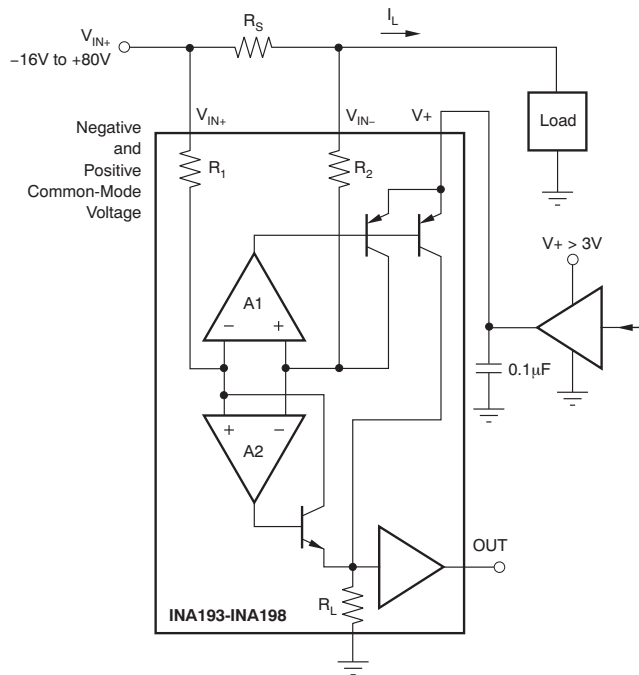 V_IN+
−16V to +80V
R_S
I_L
Load
Negative
and
Positive
Common-Mode
Voltage
V_IN+
V_IN−
V+
R_1
R_2
V+ > 3V
A1
− +
0.1μF
+ −
A2
OUT
R_L
INA193-INA198